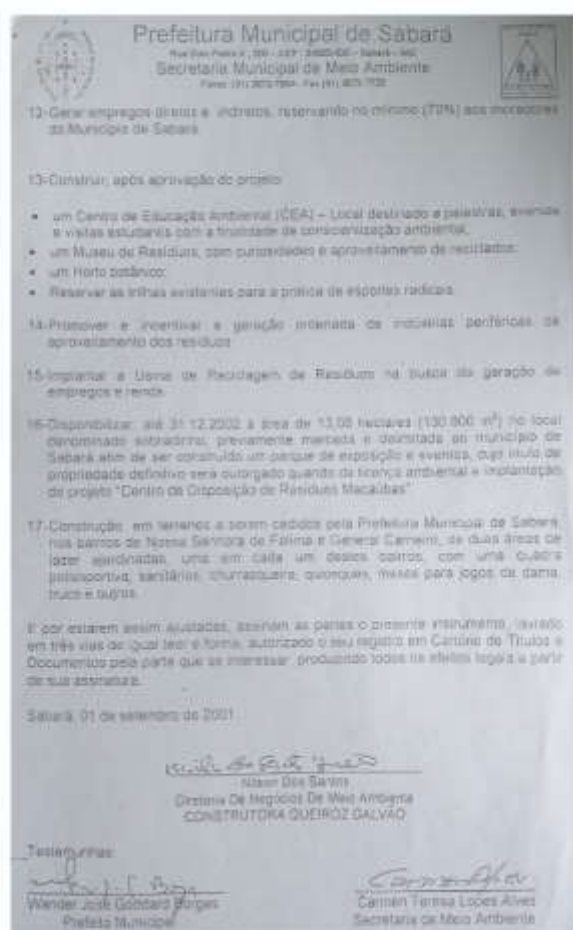 Prefeitura Municipal de Sabará
Secretaria Municipal de Meio Ambiente
12-Gerar empregos diretos e indiretos, reservando no mínimo (70%) aos moradores
do Município de Sabará.
13-Construir, após aprovação do projeto
• um Centro de Educação Ambiental (CEA) – Local destinado a palestras, eventos
e visitas estudantis com a finalidade de conscientização ambiental;
• um Museu de Resíduos, com curiosidades e aproveitamento de reciclados;
• um Horto botânico;
• Reservar as trilhas existentes para a prática de esportes radicais.
14-Promover e incentivar a geração ordenada de indústrias periféricas de
aproveitamento dos resíduos
15-Implantar a Usina de Reciclagem de Resíduos na busca da geração de
empregos e renda.
16-Disponibilizar, até 31.12.2002 a área de 13,08 hectares (130.800 m²) no local
denominado sobradinho, previamente marcada e delimitada ao município de
Sabará afim de ser construído um parque de exposição e eventos, cujo título de
propriedade definitivo será outorgado quando da licença ambiental e implantação
do projeto "Centro de Disposição de Resíduos Macaúbas"
17-Construção, em terrenos a serem cedidos pela Prefeitura Municipal de Sabará,
nos bairros de Nossa Senhora de Fátima e General Carneiro, de duas áreas de
lazer ajardinadas, uma em cada um destes bairros, com uma quadra
poliesportiva, sanitários, churrasqueira, quiosques, mesas para jogos de dama,
truco e outros.
E por estarem assim ajustadas, assinam as partes o presente instrumento, lavrado
em três vias de igual teor e forma, autorizado o seu registro em Cartório de Títulos e
Documentos pela parte que se interessar, produzindo todos os efeitos legais a partir
de sua assinatura.
Sabará, 01 de setembro de 2001
Dos Santos
Diretoria De Negócios De Meio Ambiente
CONSTRUTORA QUEIROZ GALVÃO
Testemunhas:
Wander José Goddard Borges
Prefeito Municipal
Carmen Teresa Lopes Alves
Secretaria de Meio Ambiente